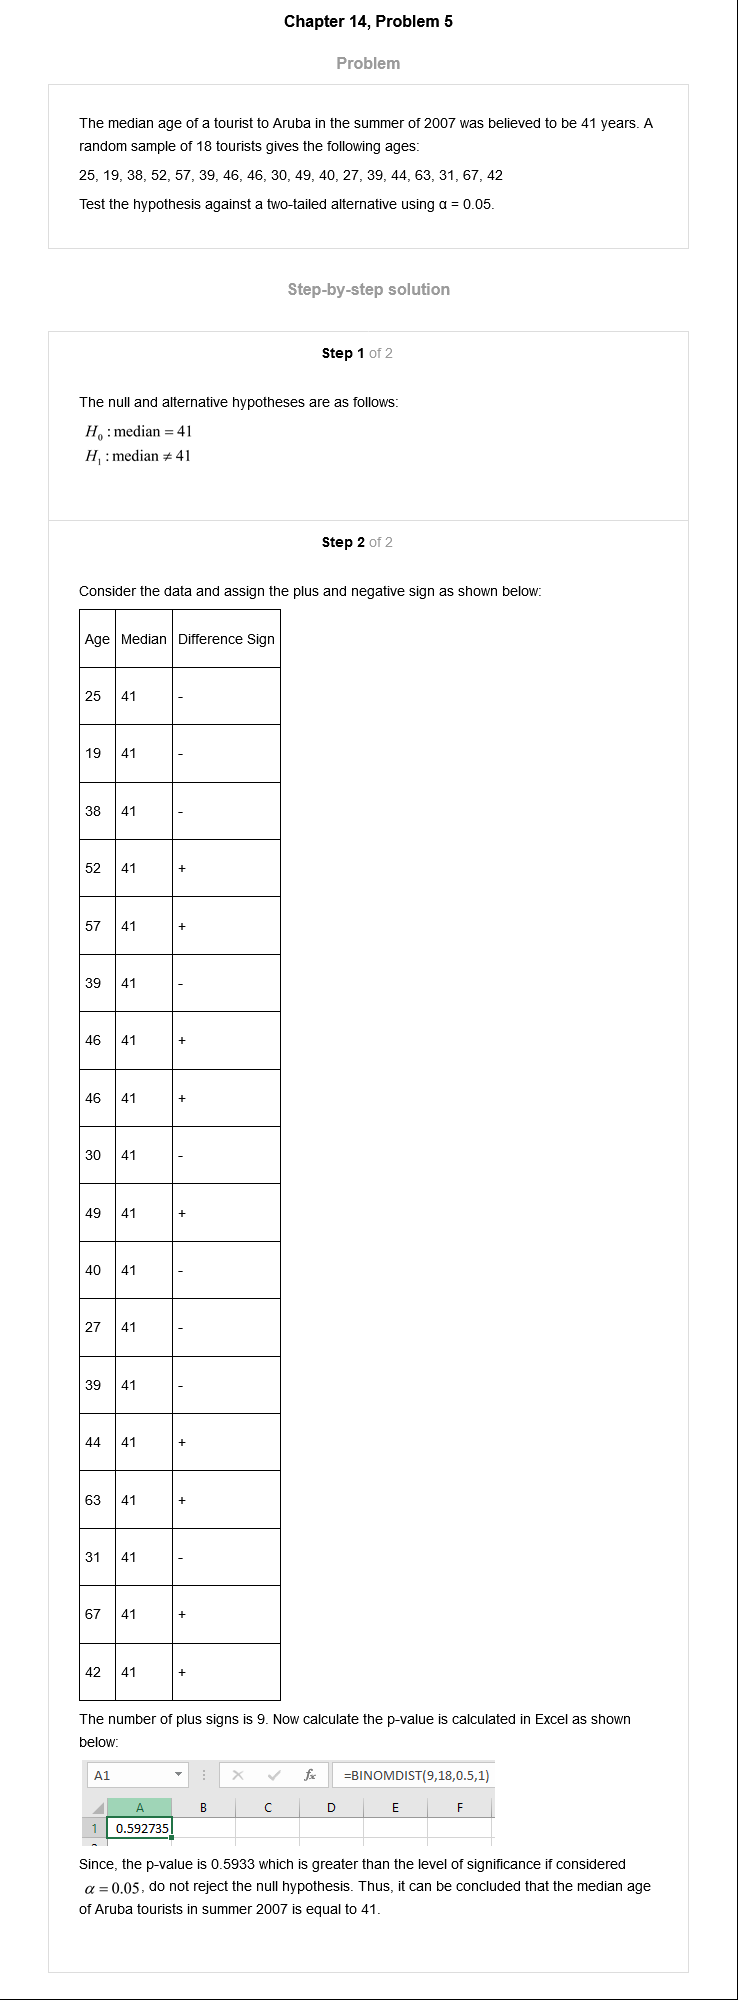 Chapter 14, Problem 5
Problem
The median age of a tourist to Aruba in the summer of 2007 was believed to be 41 years. A
random sample of 18 tourists gives the following ages:
25, 19, 38, 52, 57, 39, 46, 46, 30, 49, 40, 27, 39, 44, 63, 31, 67, 42
Test the hypothesis against a two-tailed alternative using α = 0.05.
Step-by-step solution
Step 1 of 2
The null and alternative hypotheses are as follows:
H₀ : median = 41
H₁ : median ≠ 41
Step 2 of 2
Consider the data and assign the plus and negative sign as shown below:
Age Median Difference Sign
25 41 -
19 41 -
38 41 -
52 41 +
57 41 +
39 41 -
46 41 +
46 41 +
30 41 -
49 41 +
40 41 -
27 41 -
39 41 -
44 41 +
63 41 +
31 41 -
67 41 +
42 41 +
The number of plus signs is 9. Now calculate the p-value is calculated in Excel as shown
below:
A1 fx =BINOMDIST(9,18,0.5,1)
A B C D E F
1 0.592735
Since, the p-value is 0.5933 which is greater than the level of significance if considered
α = 0.05, do not reject the null hypothesis. Thus, it can be concluded that the median age
of Aruba tourists in summer 2007 is equal to 41.